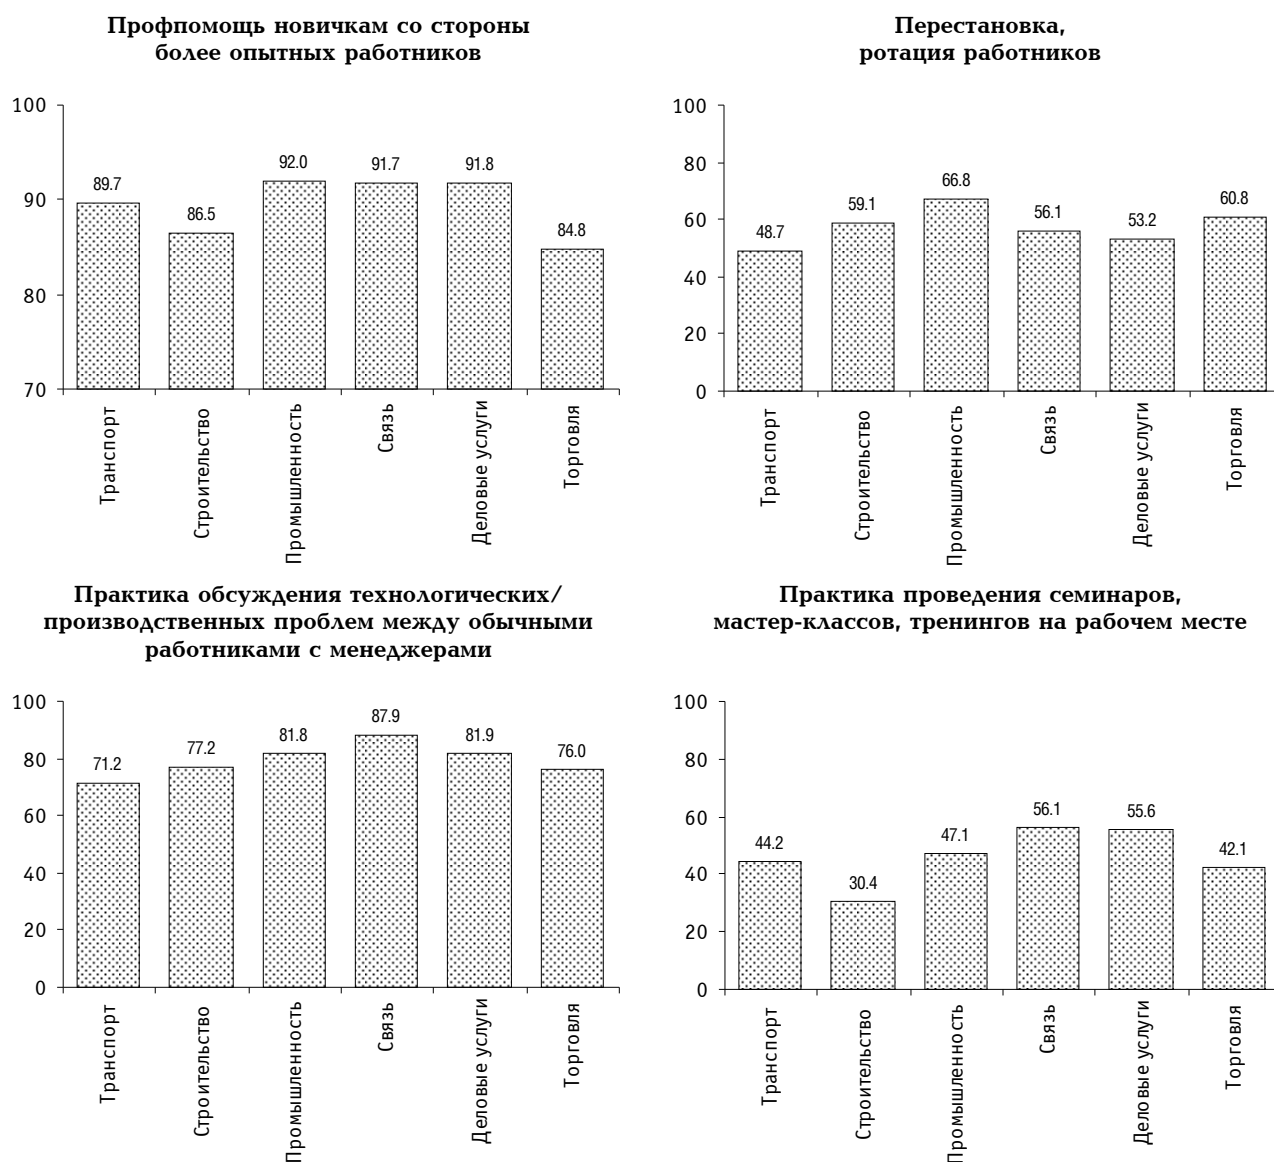 Профпомощь новичкам со стороны
более опытных работников
100
90
80
70
89.7
86.5
92.0
91.7
91.8
84.8
Транспорт
Строительство
Промышленность
Связь
Деловые услуги
Торговля
Перестановка,
ротация работников
100
80
60
40
20
0
48.7
59.1
66.8
56.1
53.2
60.8
Транспорт
Строительство
Промышленность
Связь
Деловые услуги
Торговля
Практика обсуждения технологических/
производственных проблем между обычными
работниками с менеджерами
100
80
60
40
20
0
71.2
77.2
81.8
87.9
81.9
76.0
Транспорт
Строительство
Промышленность
Связь
Деловые услуги
Торговля
Практика проведения семинаров,
мастер-классов, тренингов на рабочем месте
100
80
60
40
20
0
44.2
30.4
47.1
56.1
55.6
42.1
Транспорт
Строительство
Промышленность
Связь
Деловые услуги
Торговля